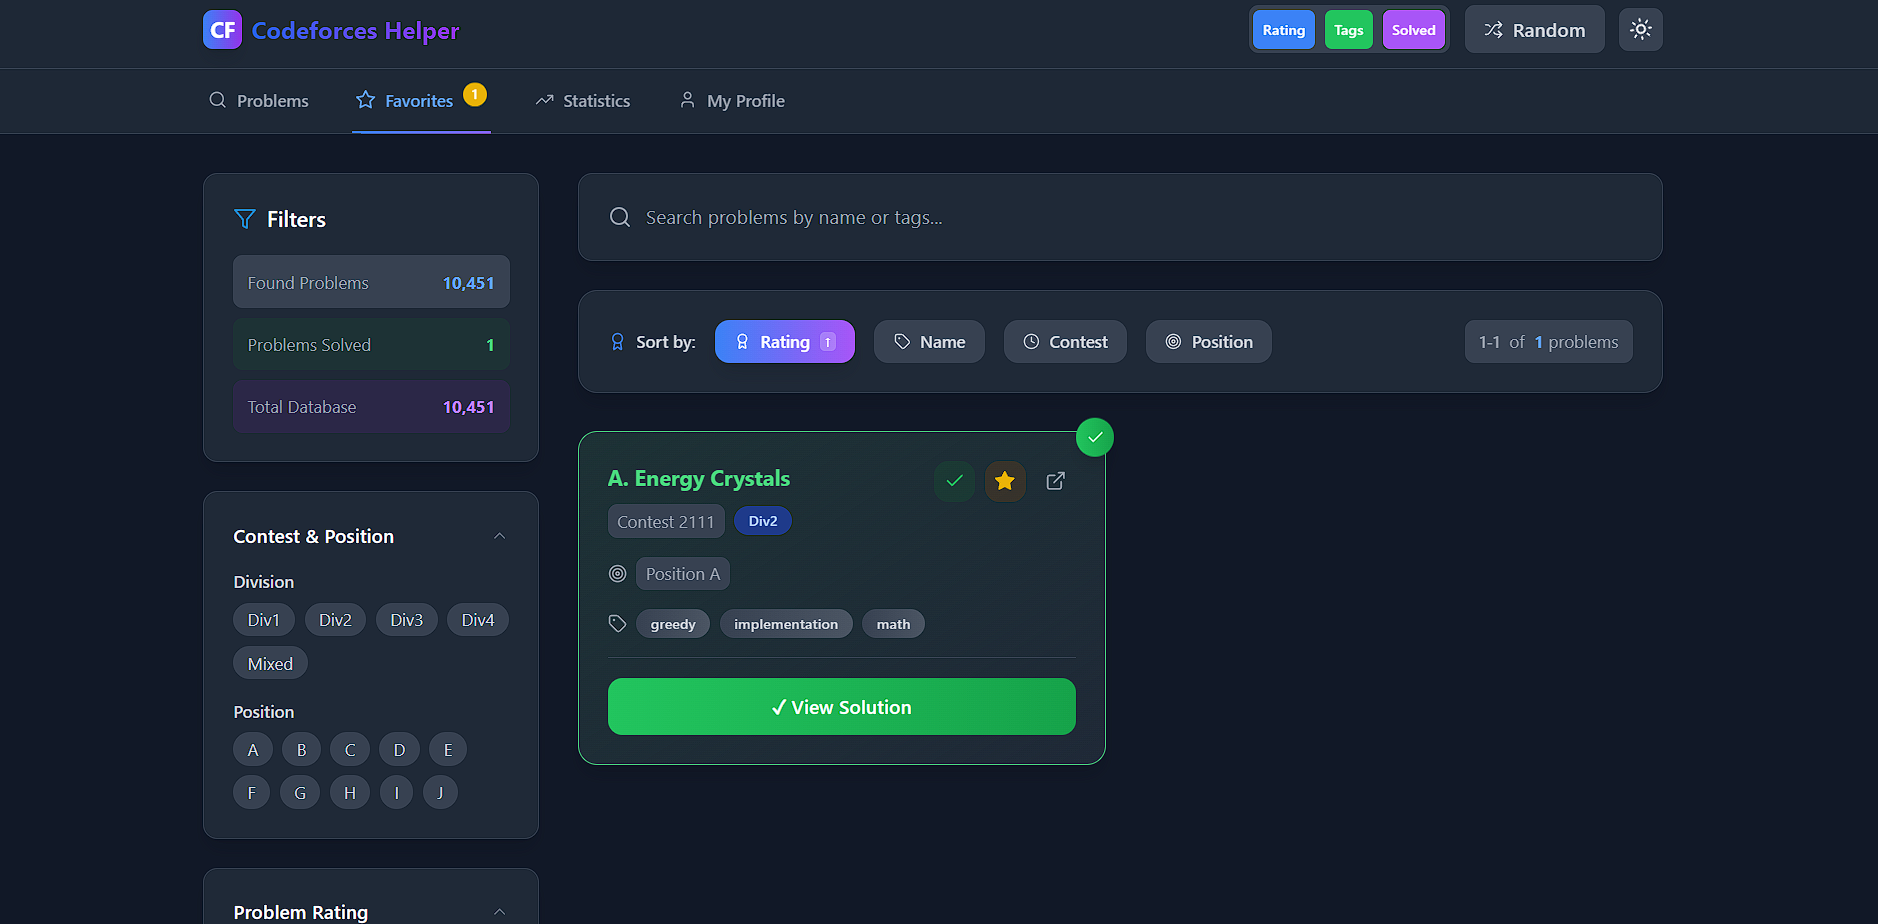 CF Codeforces Helper
Rating Tags Solved Random
Problems Favorites 1 Statistics My Profile
Filters
Found Problems 10,451
Problems Solved 1
Total Database 10,451
Contest & Position
Division
Div1 Div2 Div3 Div4
Mixed
Position
A B C D E
F G H I J
Problem Rating
Search problems by name or tags...
Sort by: Rating ↑ Name Contest Position 1-1 of 1 problems
A. Energy Crystals
Contest 2111 Div2
Position A
greedy implementation math
✓ View Solution